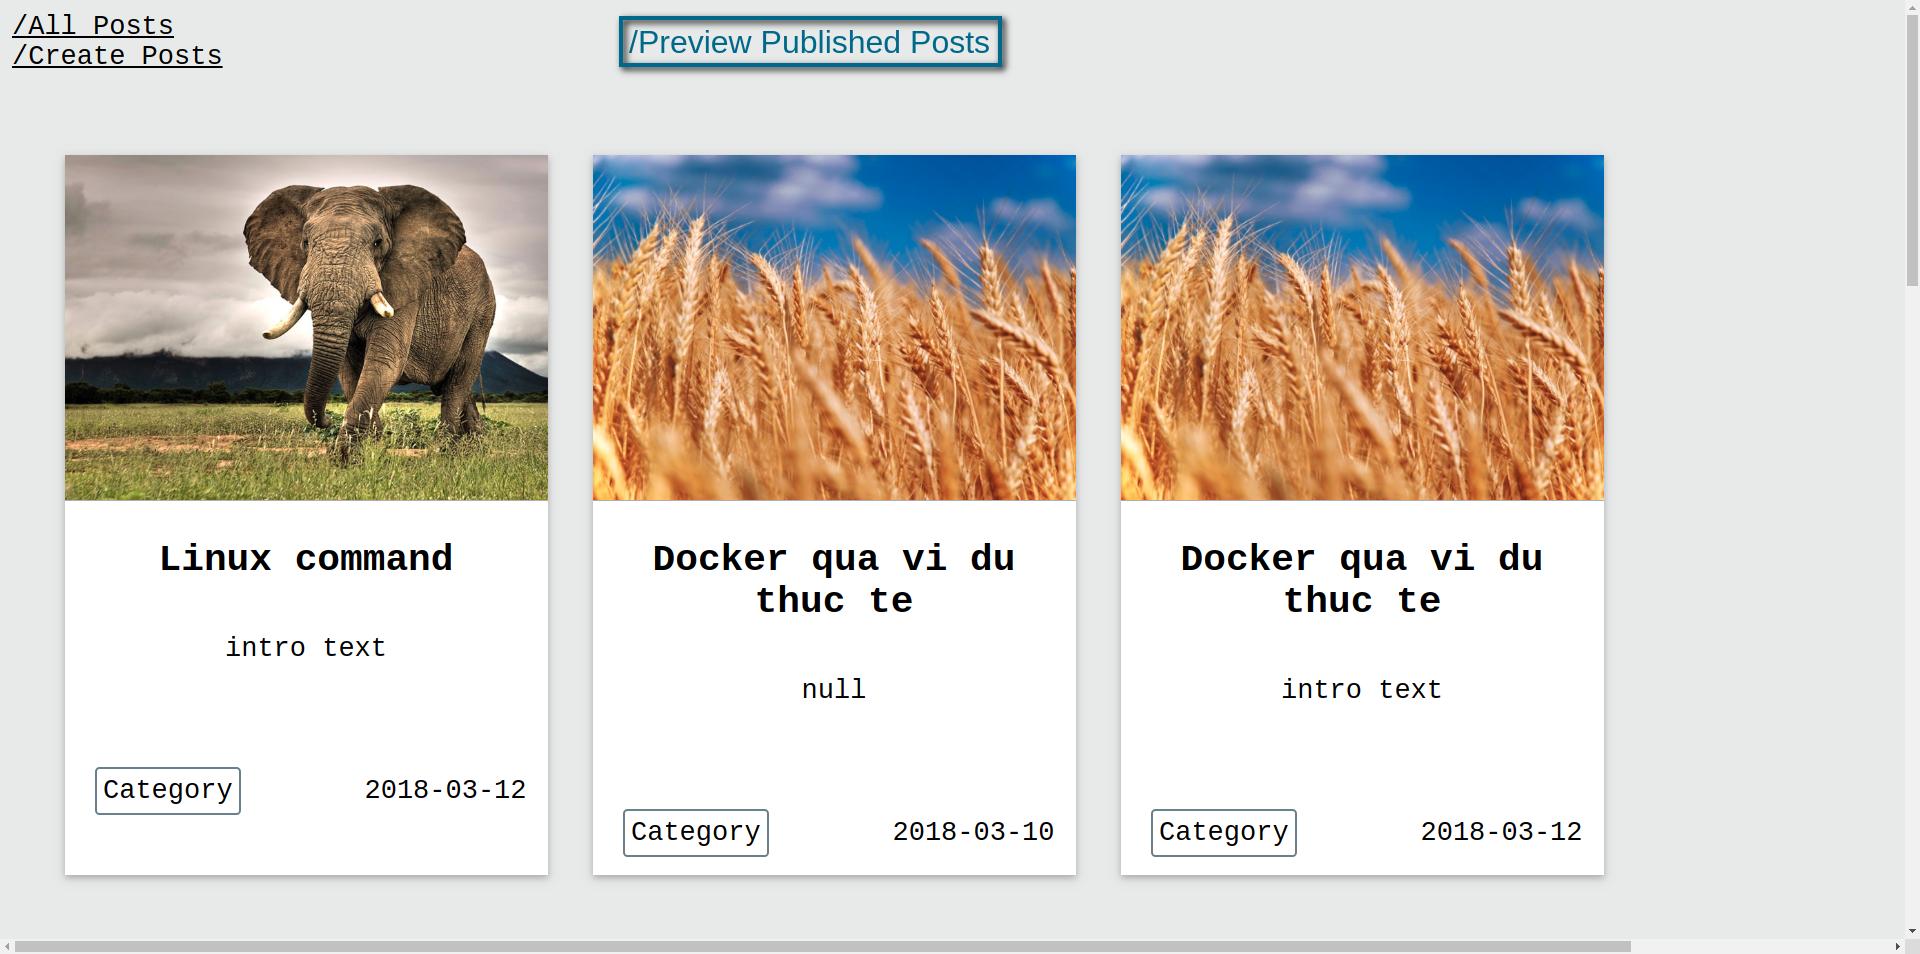 /All Posts
/Create Posts
/Preview Published Posts
Linux command
intro text
Category
2018-03-12
Docker qua vi du
thuc te
null
Category
2018-03-10
Docker qua vi du
thuc te
intro text
Category
2018-03-12